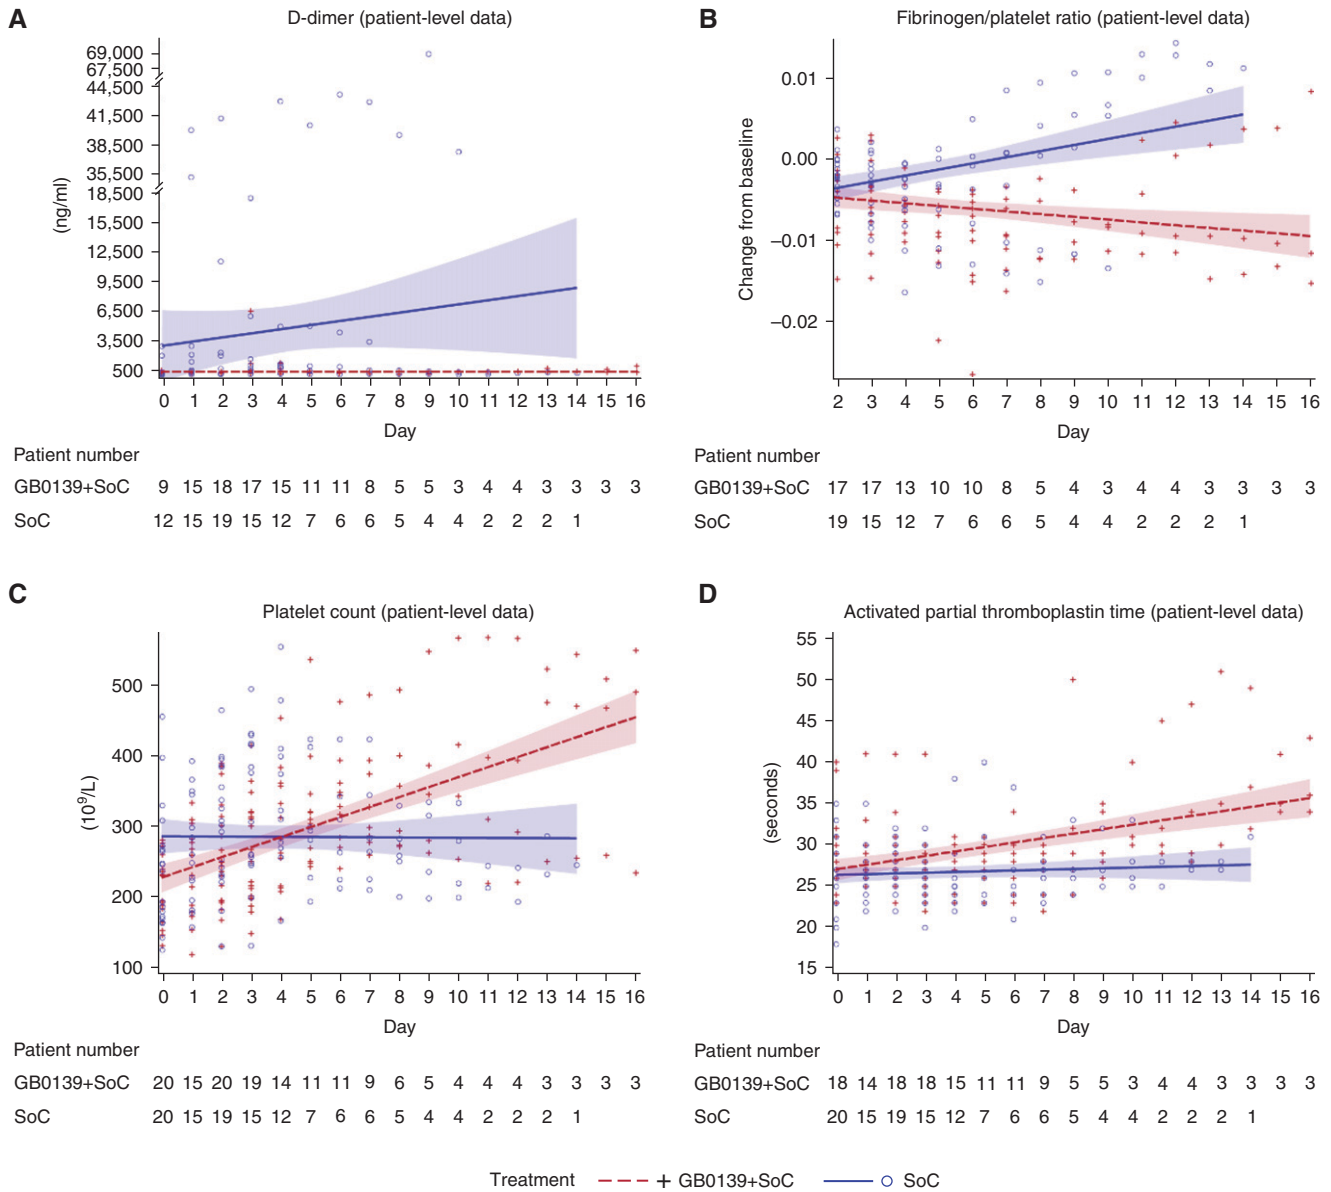 A
D-dimer (patient-level data)
69,000
67,500
44,500
41,500
38,500
35,500
18,500
15,500
12,500
9,500
6,500
3,500
500
(ng/ml)
0 1 2 3 4 5 6 7 8 9 10 11 12 13 14 15 16
Day
Patient number
GB0139+SoC 9 15 18 17 15 11 11 8 5 5 3 4 4 3 3 3 3
SoC 12 15 19 15 12 7 6 6 5 4 4 2 2 2 1
B
Fibrinogen/platelet ratio (patient-level data)
0.01
0.00
−0.01
−0.02
Change from baseline
2 3 4 5 6 7 8 9 10 11 12 13 14 15 16
Day
Patient number
GB0139+SoC 17 17 13 10 10 8 5 4 3 4 4 3 3 3 3
SoC 19 15 12 7 6 6 5 4 4 2 2 2 1
C
Platelet count (patient-level data)
500
400
300
200
100
(10⁹/L)
0 1 2 3 4 5 6 7 8 9 10 11 12 13 14 15 16
Day
Patient number
GB0139+SoC 20 15 20 19 14 11 11 9 6 5 4 4 4 3 3 3 3
SoC 20 15 19 15 12 7 6 6 5 4 4 2 2 2 1
D
Activated partial thromboplastin time (patient-level data)
55
50
45
40
35
30
25
20
15
(seconds)
0 1 2 3 4 5 6 7 8 9 10 11 12 13 14 15 16
Day
Patient number
GB0139+SoC 18 14 18 18 15 11 11 9 5 5 3 4 4 3 3 3 3
SoC 20 15 19 15 12 7 6 6 5 4 4 2 2 2 1
Treatment GB0139+SoC SoC